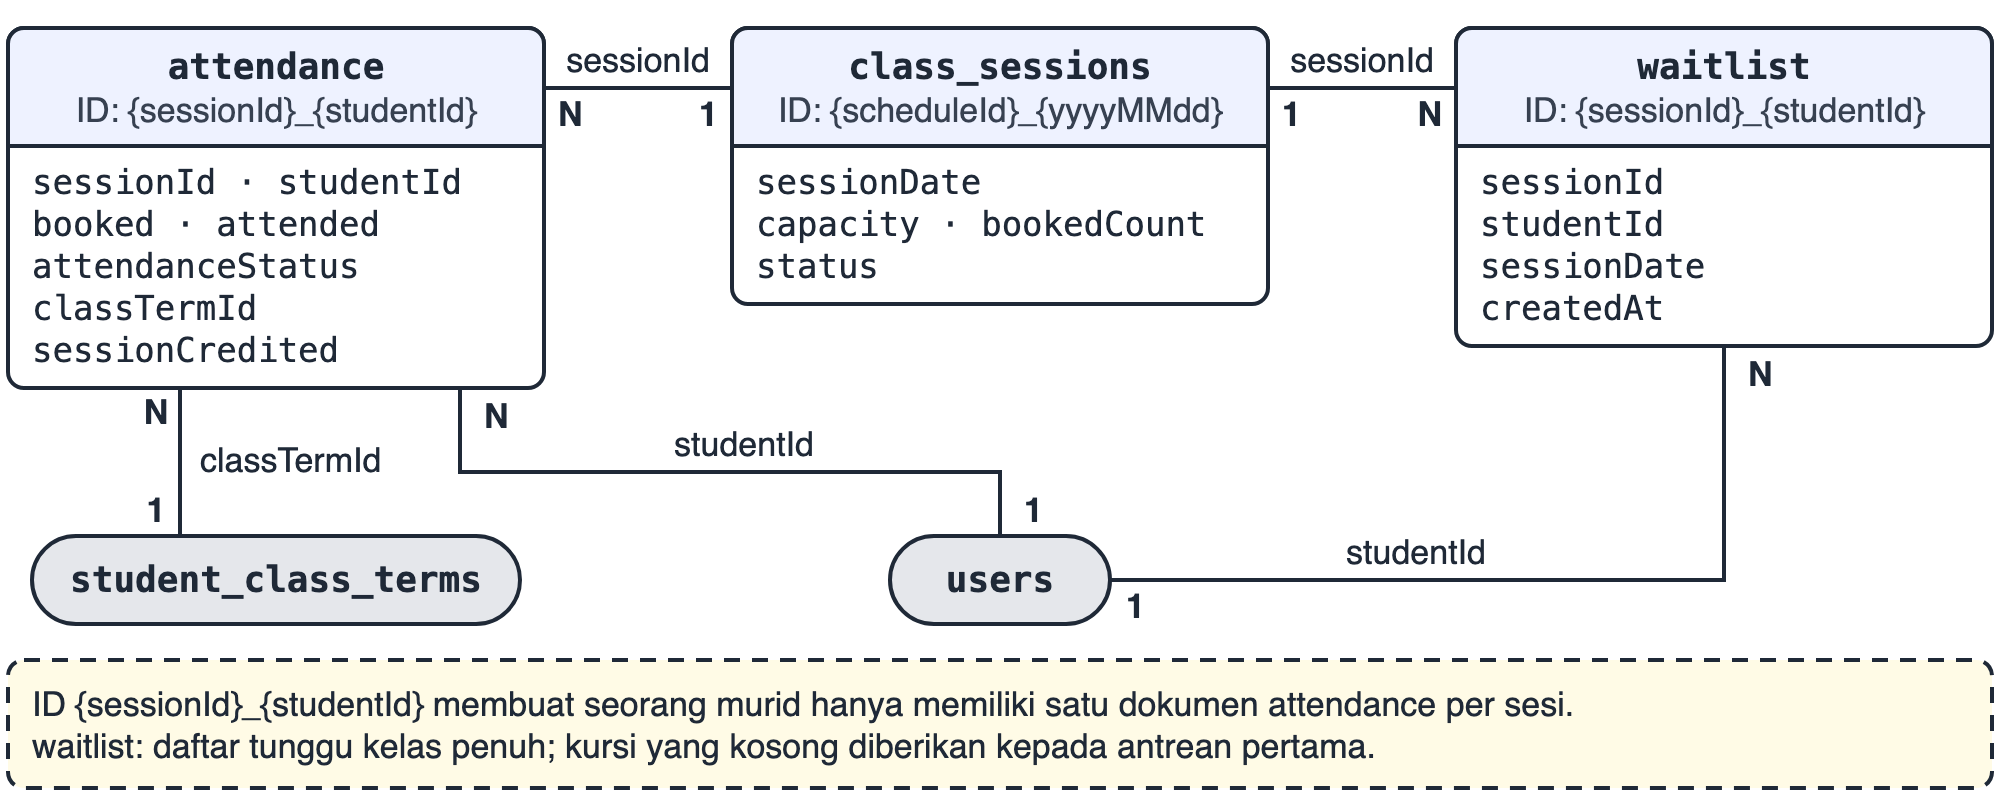 attendance
ID: {sessionId}_{studentId}
sessionId · studentId
booked · attended
attendanceStatus
classTermId
sessionCredited
sessionId
N
1
class_sessions
ID: {scheduleId}_{yyyyMMdd}
sessionDate
capacity · bookedCount
status
sessionId
1
N
waitlist
ID: {sessionId}_{studentId}
sessionId
studentId
sessionDate
createdAt
N
classTermId
1
N
studentId
1
N
studentId
1
student_class_terms
users
ID {sessionId}_{studentId} membuat seorang murid hanya memiliki satu dokumen attendance per sesi.
waitlist: daftar tunggu kelas penuh; kursi yang kosong diberikan kepada antrean pertama.